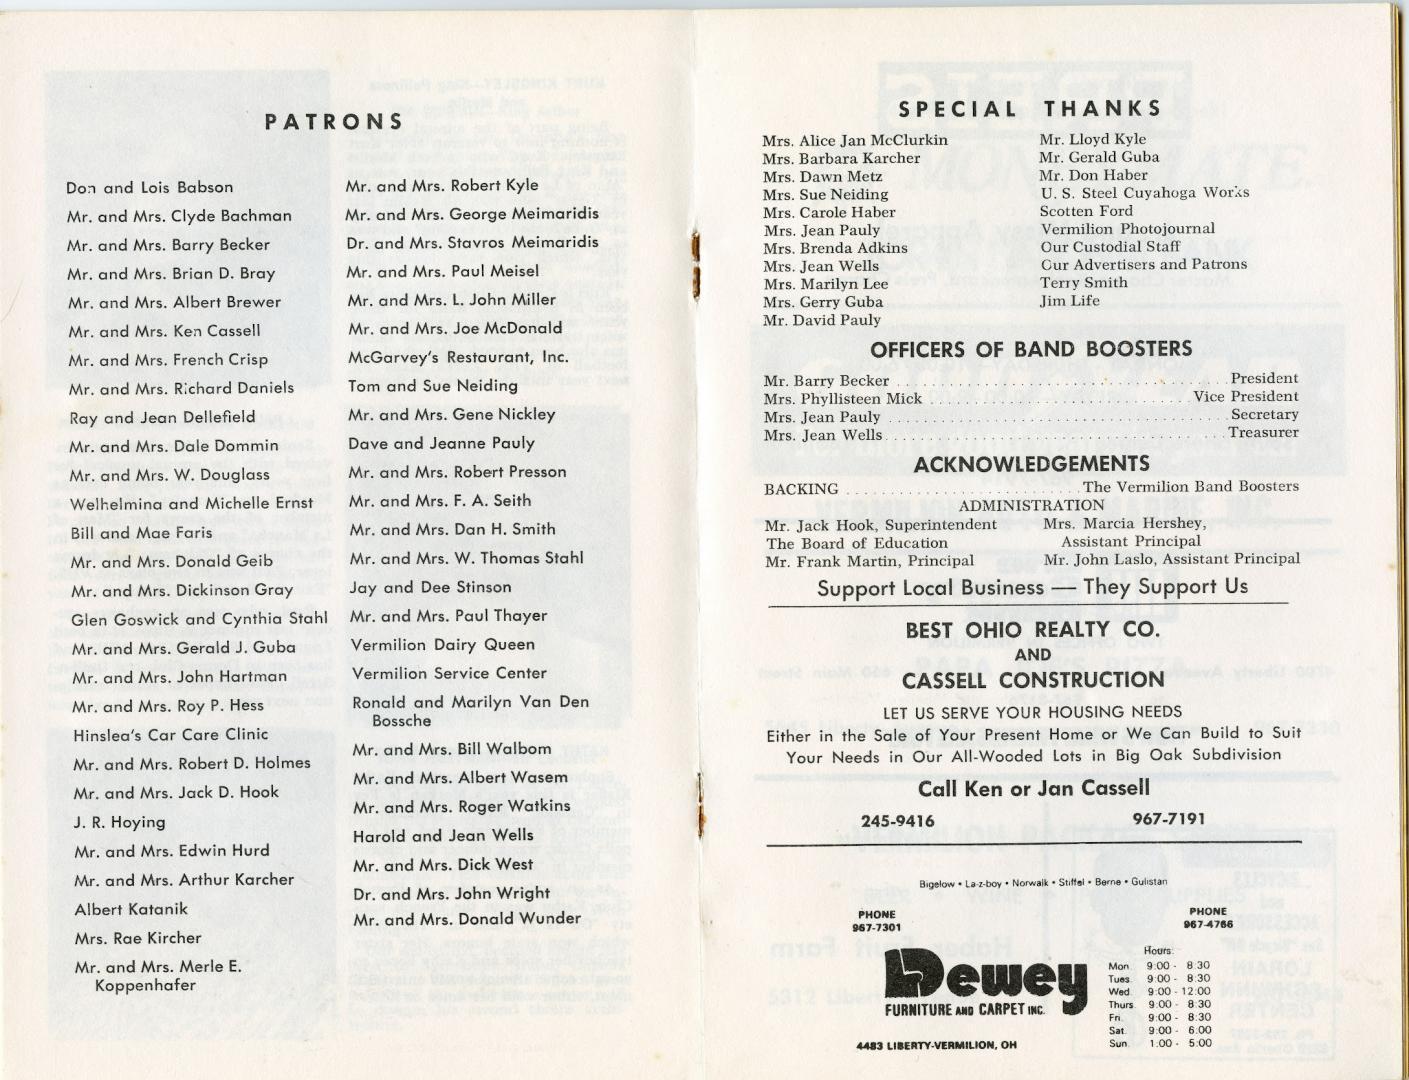 PATRONS
Don and Lois Babson
Mr. and Mrs. Clyde Bachman
Mr. and Mrs. Barry Becker
Mr. and Mrs. Brian D. Bray
Mr. and Mrs. Albert Brewer
Mr. and Mrs. Ken Cassell
Mr. and Mrs. French Crisp
Mr. and Mrs. Richard Daniels
Ray and Jean Dellefield
Mr. and Mrs. Dale Dommin
Mr. and Mrs. W. Douglass
Welhelmina and Michelle Ernst
Bill and Mae Faris
Mr. and Mrs. Donald Geib
Mr. and Mrs. Dickinson Gray
Glen Goswick and Cynthia Stahl
Mr. and Mrs. Gerald J. Guba
Mr. and Mrs. John Hartman
Mr. and Mrs. Roy P. Hess
Hinslea's Car Care Clinic
Mr. and Mrs. Robert D. Holmes
Mr. and Mrs. Jack D. Hook
J. R. Hoying
Mr. and Mrs. Edwin Hurd
Mr. and Mrs. Arthur Karcher
Albert Katanik
Mrs. Rae Kircher
Mr. and Mrs. Merle E.
Koppenhafer
Mr. and Mrs. Robert Kyle
Mr. and Mrs. George Meimaridis
Dr. and Mrs. Stavros Meimaridis
Mr. and Mrs. Paul Meisel
Mr. and Mrs. L. John Miller
Mr. and Mrs. Joe McDonald
McGarvey's Restaurant, Inc.
Tom and Sue Neiding
Mr. and Mrs. Gene Nickley
Dave and Jeanne Pauly
Mr. and Mrs. Robert Presson
Mr. and Mrs. F. A. Seith
Mr. and Mrs. Dan H. Smith
Mr. and Mrs. W. Thomas Stahl
Jay and Dee Stinson
Mr. and Mrs. Paul Thayer
Vermilion Dairy Queen
Vermilion Service Center
Ronald and Marilyn Van Den
Bossche
Mr. and Mrs. Bill Walbom
Mr. and Mrs. Albert Wasem
Mr. and Mrs. Roger Watkins
Harold and Jean Wells
Mr. and Mrs. Dick West
Dr. and Mrs. John Wright
Mr. and Mrs. Donald Wunder
SPECIAL THANKS
Mrs. Alice Jan McClurkin
Mrs. Barbara Karcher
Mrs. Dawn Metz
Mrs. Sue Neiding
Mrs. Carole Haber
Mrs. Jean Pauly
Mrs. Brenda Adkins
Mrs. Jean Wells
Mrs. Marilyn Lee
Mrs. Gerry Guba
Mr. David Pauly
Mr. Lloyd Kyle
Mr. Gerald Guba
Mr. Don Haber
U. S. Steel Cuyahoga Works
Scotten Ford
Vermilion Photojournal
Our Custodial Staff
Our Advertisers and Patrons
Terry Smith
Jim Life
OFFICERS OF BAND BOOSTERS
Mr. Barry Becker . . . . . . . . . . President
Mrs. Phyllisteen Mick . . . . . . . . . . Vice President
Mrs. Jean Pauly . . . . . . . . . . Secretary
Mrs. Jean Wells . . . . . . . . . . Treasurer
ACKNOWLEDGEMENTS
BACKING . . . . . . . . . . The Vermilion Band Boosters
ADMINISTRATION
Mr. Jack Hook, Superintendent
The Board of Education
Mr. Frank Martin, Principal
Mrs. Marcia Hershey,
Assistant Principal
Mr. John Laslo, Assistant Principal
Support Local Business — They Support Us
BEST OHIO REALTY CO.
AND
CASSELL CONSTRUCTION
LET US SERVE YOUR HOUSING NEEDS
Either in the Sale of Your Present Home or We Can Build to Suit
Your Needs in Our All-Wooded Lots in Big Oak Subdivision
Call Ken or Jan Cassell
245-9416 967-7191
Bigelow • La-z-boy • Norwalk • Stiffel • Berne • Gulistan
PHONE
967-7301
PHONE
967-4766
Dewey
FURNITURE AND CARPET INC.
4483 LIBERTY-VERMILION, OH
Hours:
Mon. 9:00 - 8:30
Tues. 9:00 - 8:30
Wed. 9:00 - 12:00
Thurs. 9:00 - 8:30
Fri. 9:00 - 8:30
Sat. 9:00 - 6:00
Sun. 1:00 - 5:00